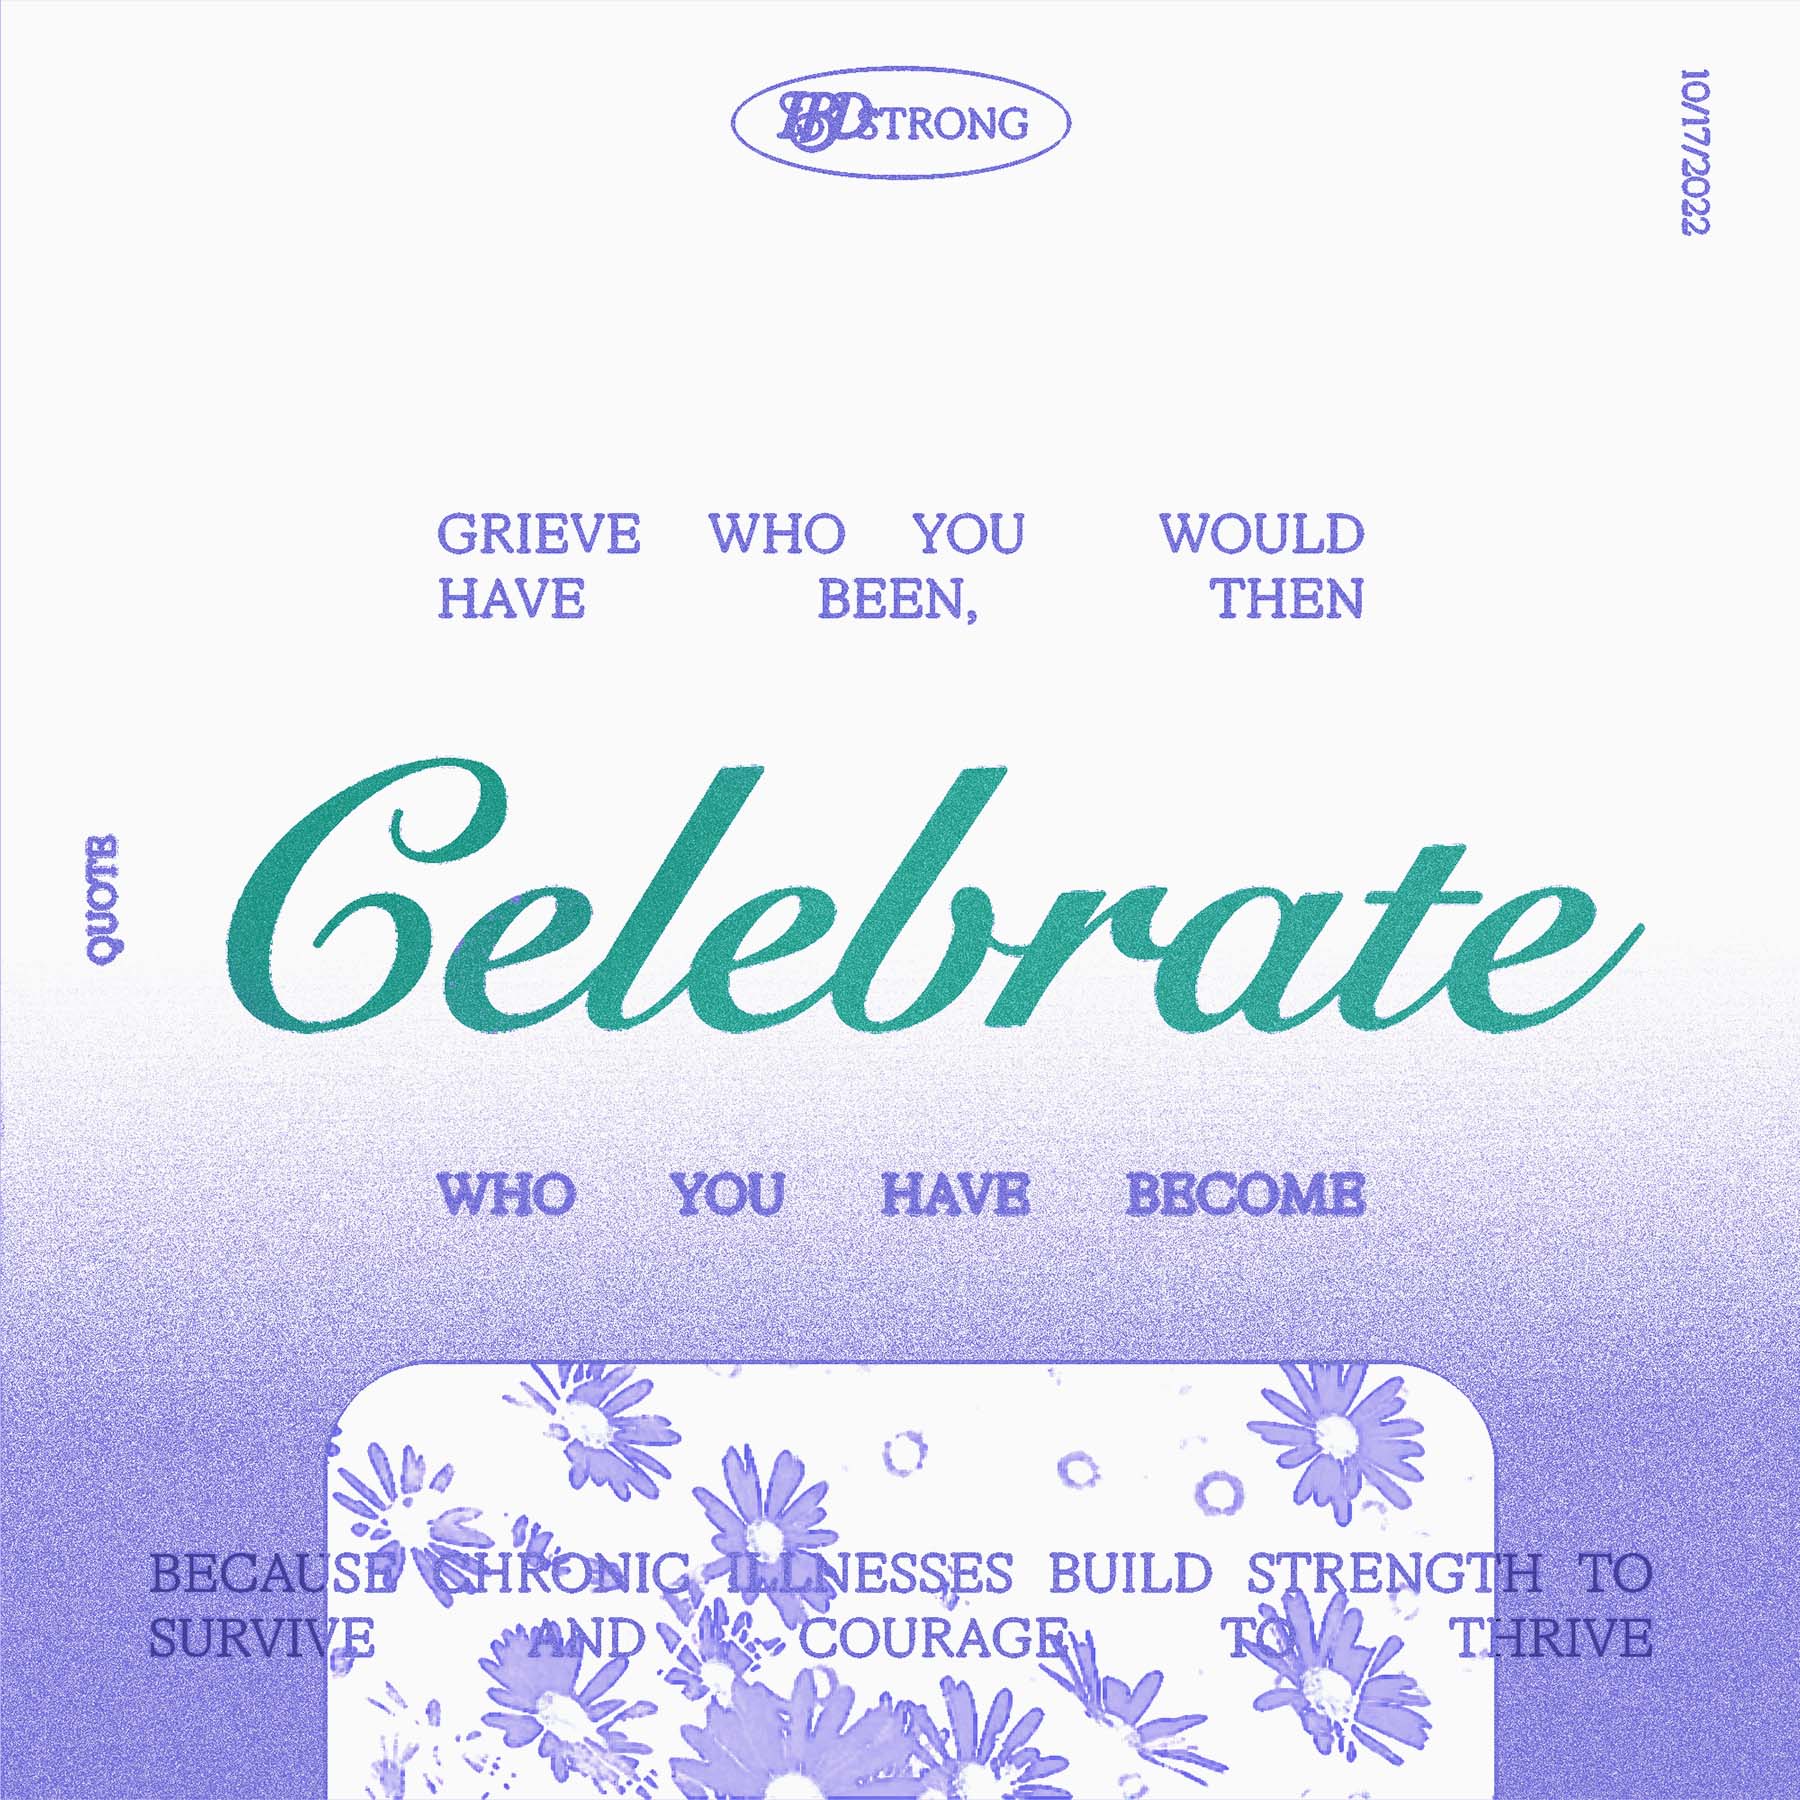 IBDSTRONG
10/17/2022
GRIEVE WHO YOU WOULD
HAVE BEEN, THEN
Celebrate
QUOTE
WHO YOU HAVE BECOME
BECAUSE CHRONIC ILLNESSES BUILD STRENGTH TO
SURVIVE AND COURAGE TO THRIVE